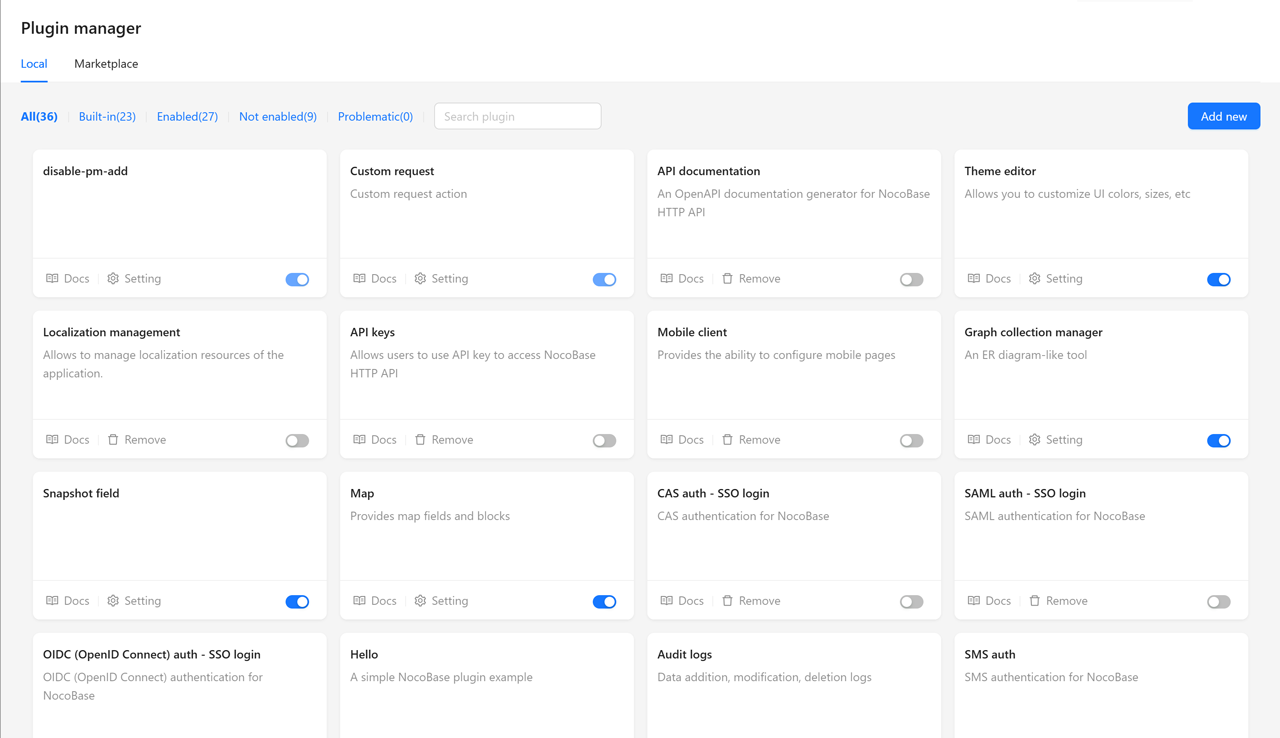 Plugin manager
Local
Marketplace
All(36)
Built-in(23)
Enabled(27)
Not enabled(9)
Problematic(0)
Search plugin
Add new
disable-pm-add
Docs
Setting
Custom request
Custom request action
Docs
Setting
API documentation
An OpenAPI documentation generator for NocoBase
HTTP API
Docs
Remove
Theme editor
Allows you to customize UI colors, sizes, etc
Docs
Setting
Localization management
Allows to manage localization resources of the
application.
Docs
Remove
API keys
Allows users to use API key to access NocoBase
HTTP API
Docs
Remove
Mobile client
Provides the ability to configure mobile pages
Docs
Remove
Graph collection manager
An ER diagram-like tool
Docs
Setting
Snapshot field
Docs
Setting
Map
Provides map fields and blocks
Docs
Setting
CAS auth - SSO login
CAS authentication for NocoBase
Docs
Remove
SAML auth - SSO login
SAML authentication for NocoBase
Docs
Remove
OIDC (OpenID Connect) auth - SSO login
OIDC (OpenID Connect) authentication for
NocoBase
Hello
A simple NocoBase plugin example
Audit logs
Data addition, modification, deletion logs
SMS auth
SMS authentication for NocoBase